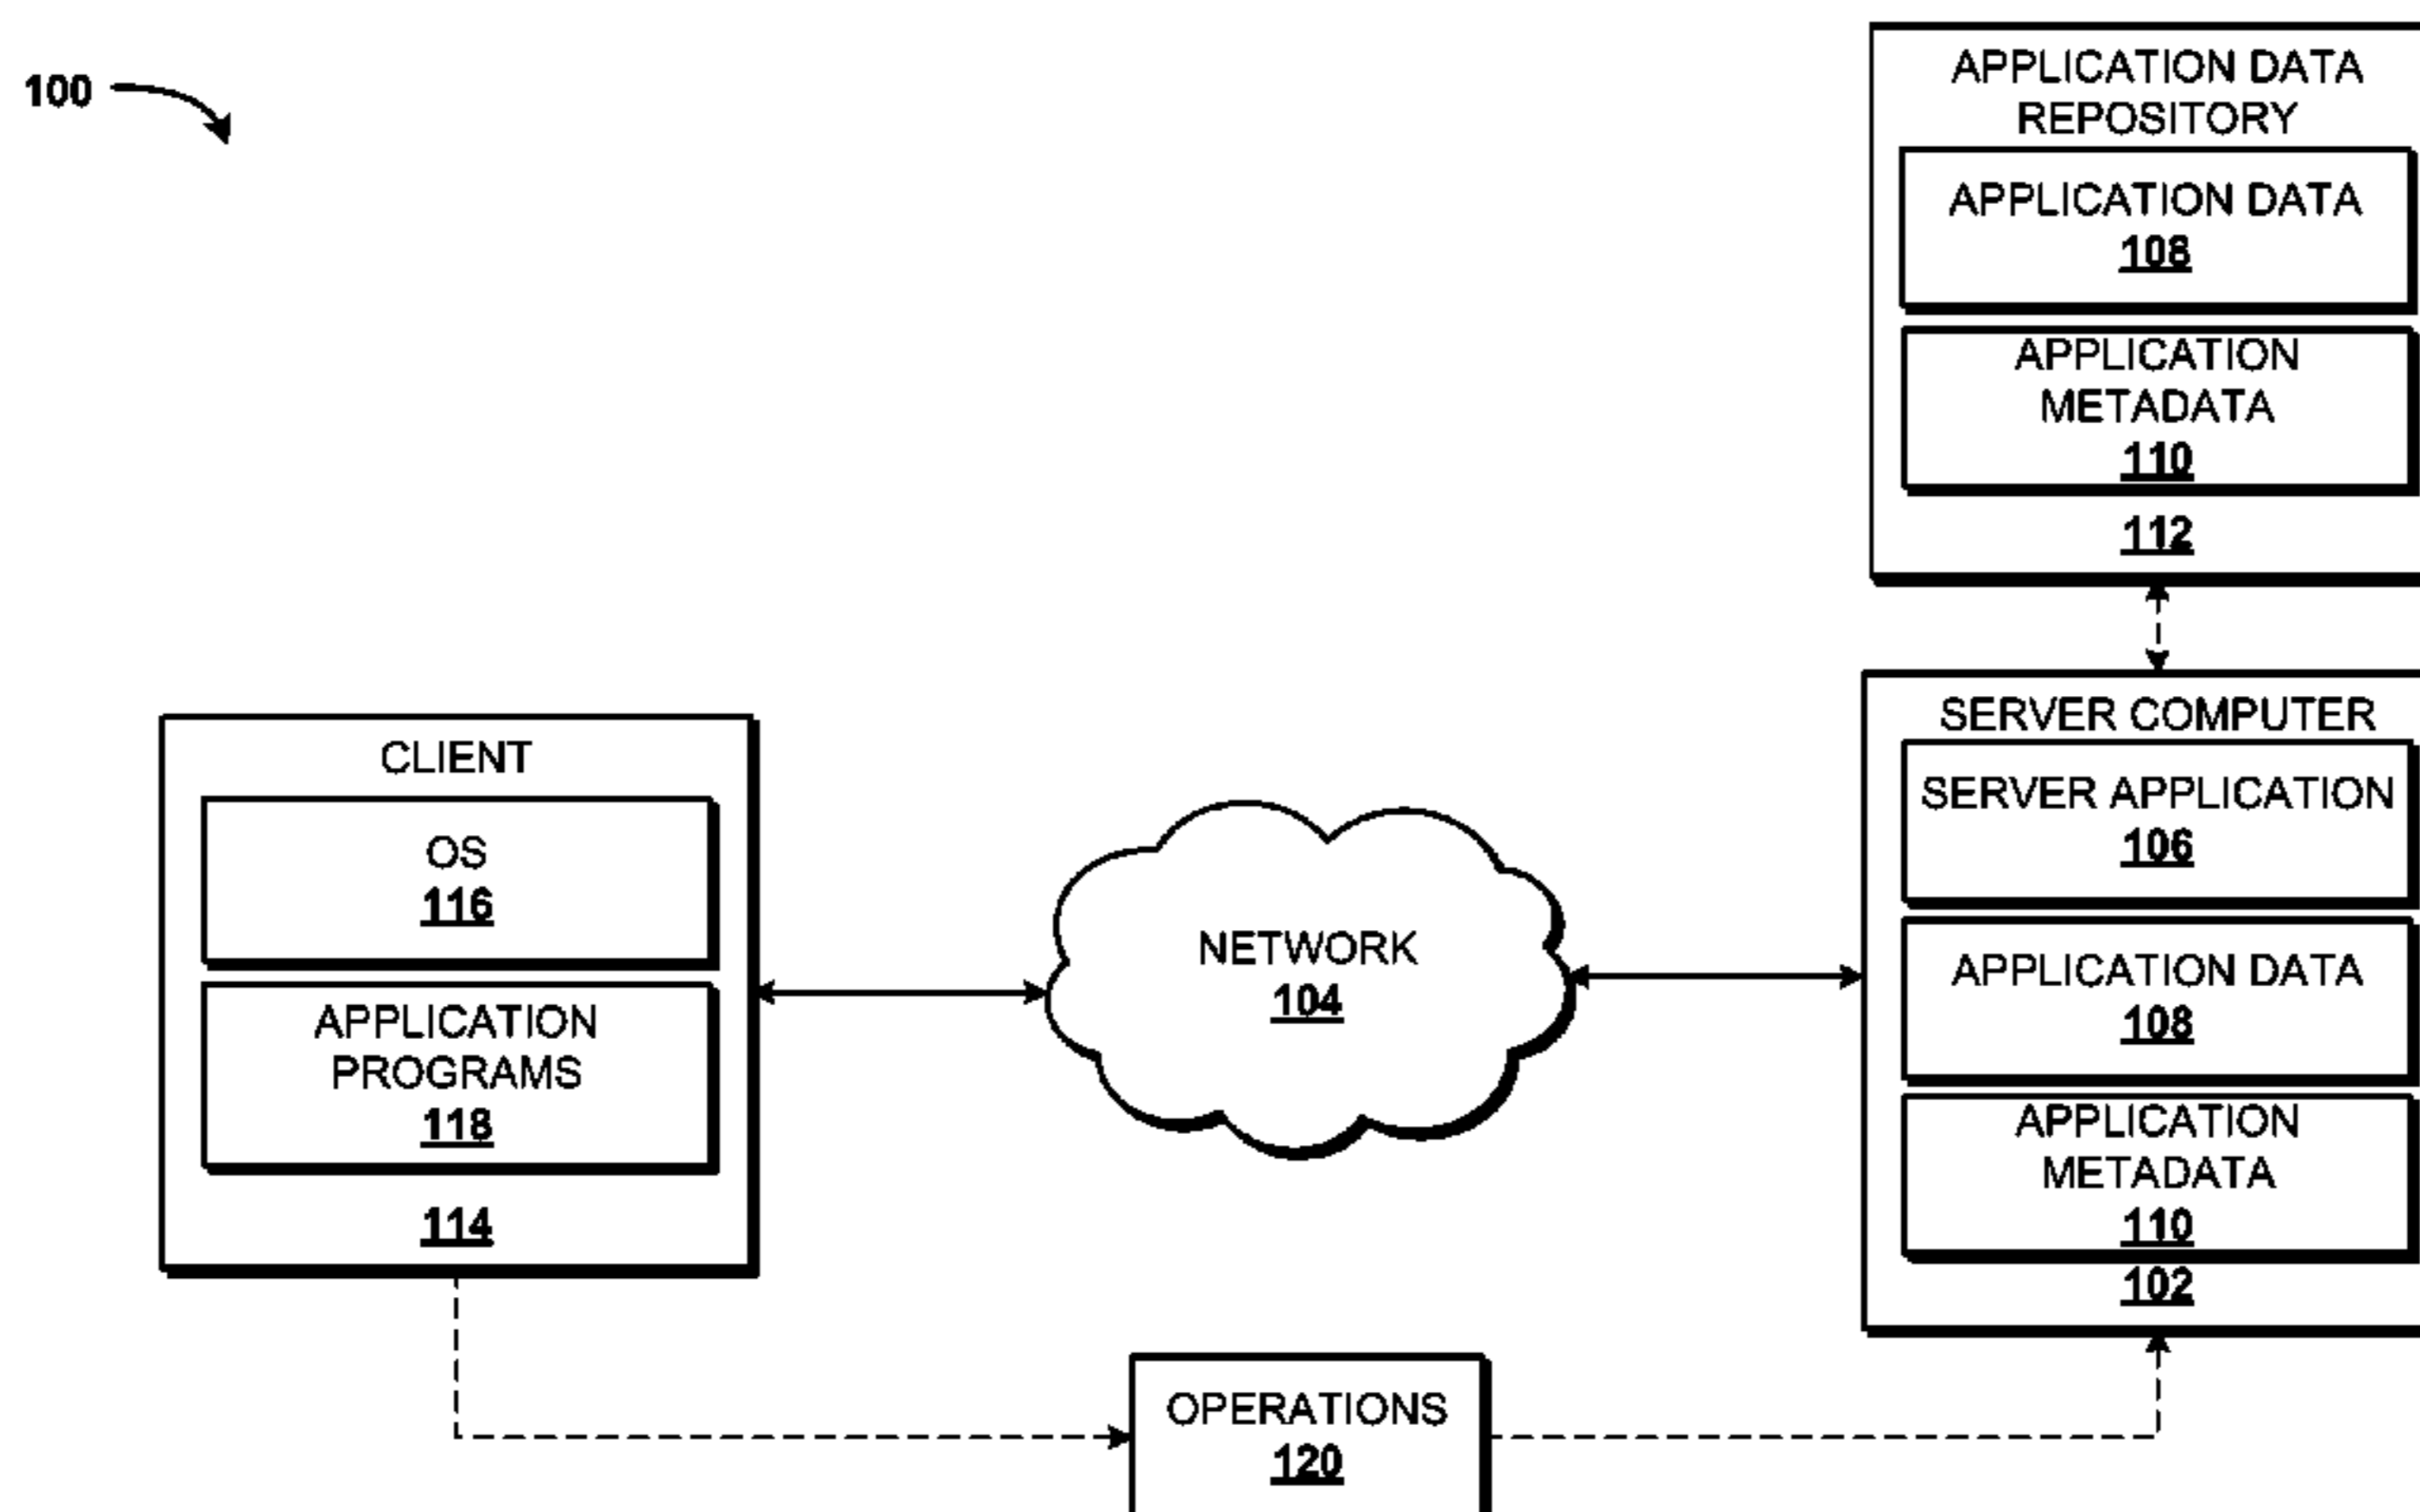 100
APPLICATION DATA
REPOSITORY
APPLICATION DATA
108
APPLICATION
METADATA
110
112
CLIENT
OS
116
APPLICATION
PROGRAMS
118
114
NETWORK
104
SERVER COMPUTER
SERVER APPLICATION
106
APPLICATION DATA
108
APPLICATION
METADATA
110
102
OPERATIONS
120